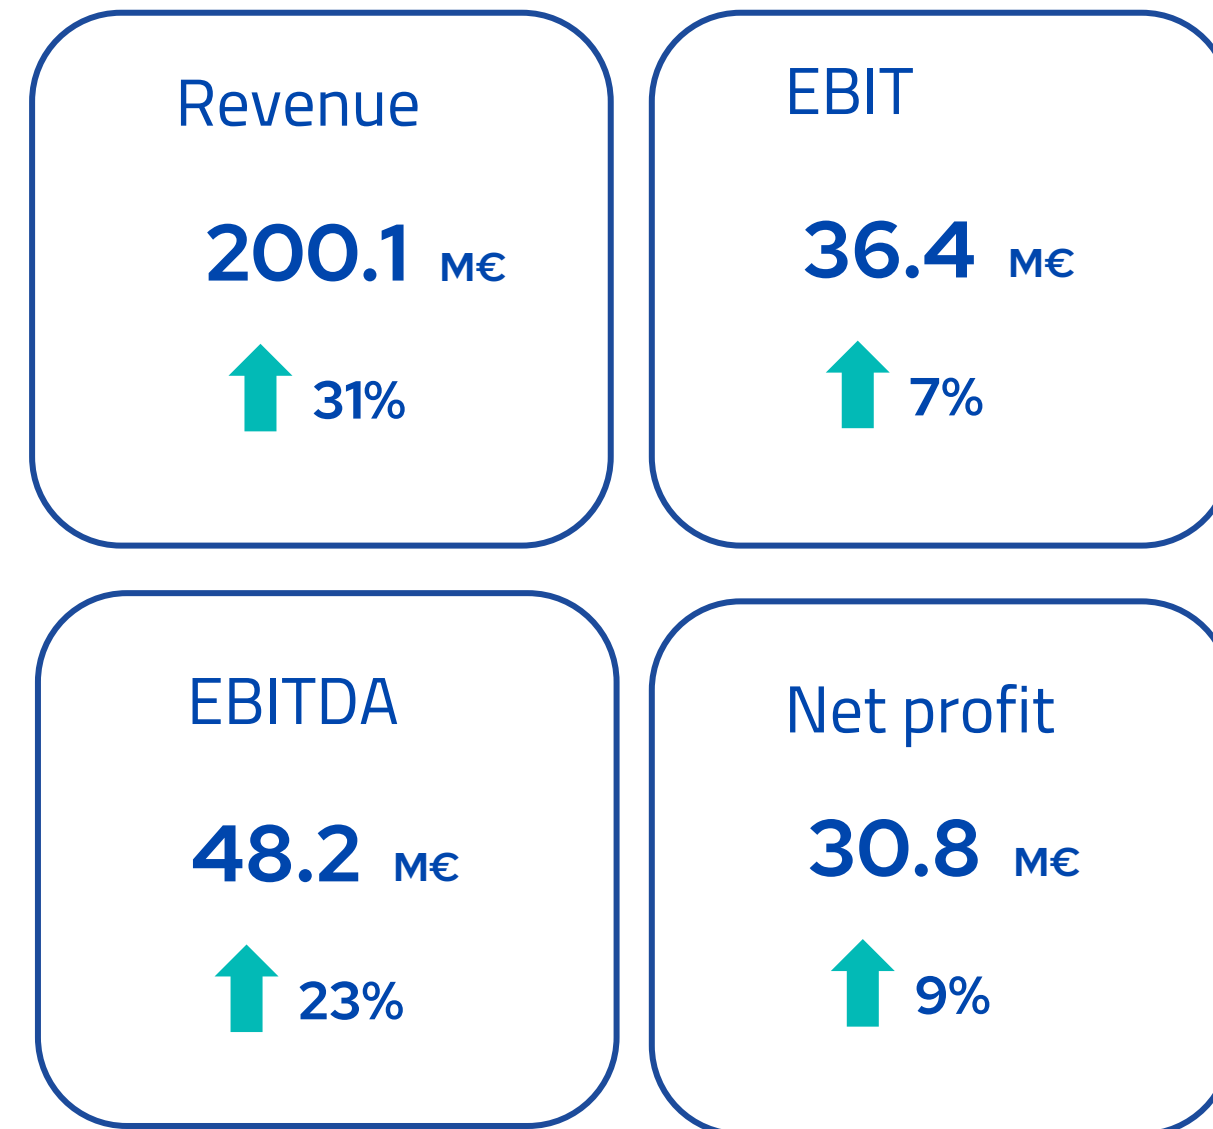 Revenue
200.1 M€
31%
EBIT
36.4 M€
7%
EBITDA
48.2 M€
23%
Net profit
30.8 M€
9%